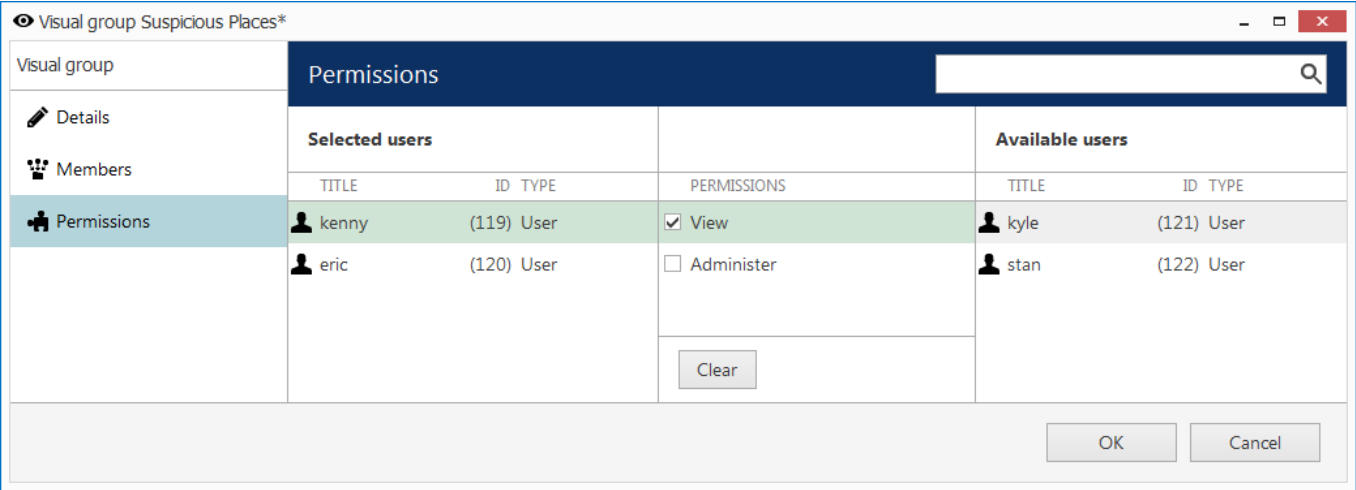 Visual group Suspicious Places*
Visual group
Permissions
Details
Members
Permissions
Selected users
Available users
TITLE ID TYPE
PERMISSIONS
TITLE ID TYPE
kenny (119) User
View
kyle (121) User
eric (120) User
Administer
stan (122) User
Clear
OK
Cancel